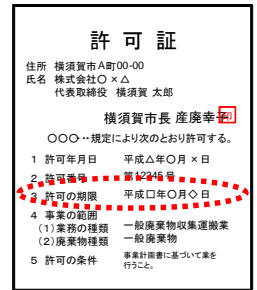 許可証
住所 横須賀市A町00-00
氏名 株式会社○×△
代表取締役 横須賀 太郎
横須賀市長 産廃幸子 印
○○○‥規定により次のとおり許可する。
1 許可年月日 平成△年○月×日
2 許可番号 第12345号
3 許可の期限 平成□年○月◇日
4 事業の範囲
(1)業務の種類 一般廃棄物収集運搬業
(2)廃棄物種類 一般廃棄物
5 許可の条件 事業計画書に基づいて業を
行うこと。